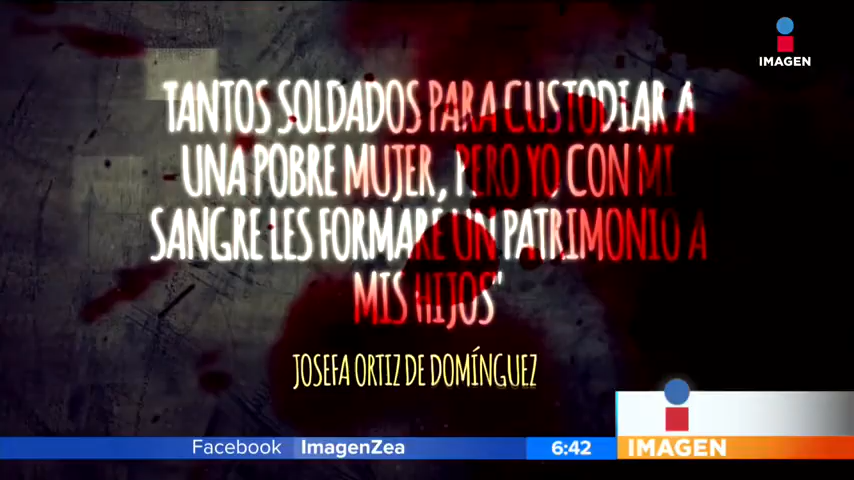 IMAGEN
TANTOS SOLDADOS PARA CUSTODIAR A
UNA POBRE MUJER, PERO YO CON MI
SANGRE LES FORMARE UN PATRIMONIO A
MIS HIJOS"
JOSEFA ORTIZ DE DOMÍNGUEZ
Facebook ImagenZea 6:42 IMAGEN